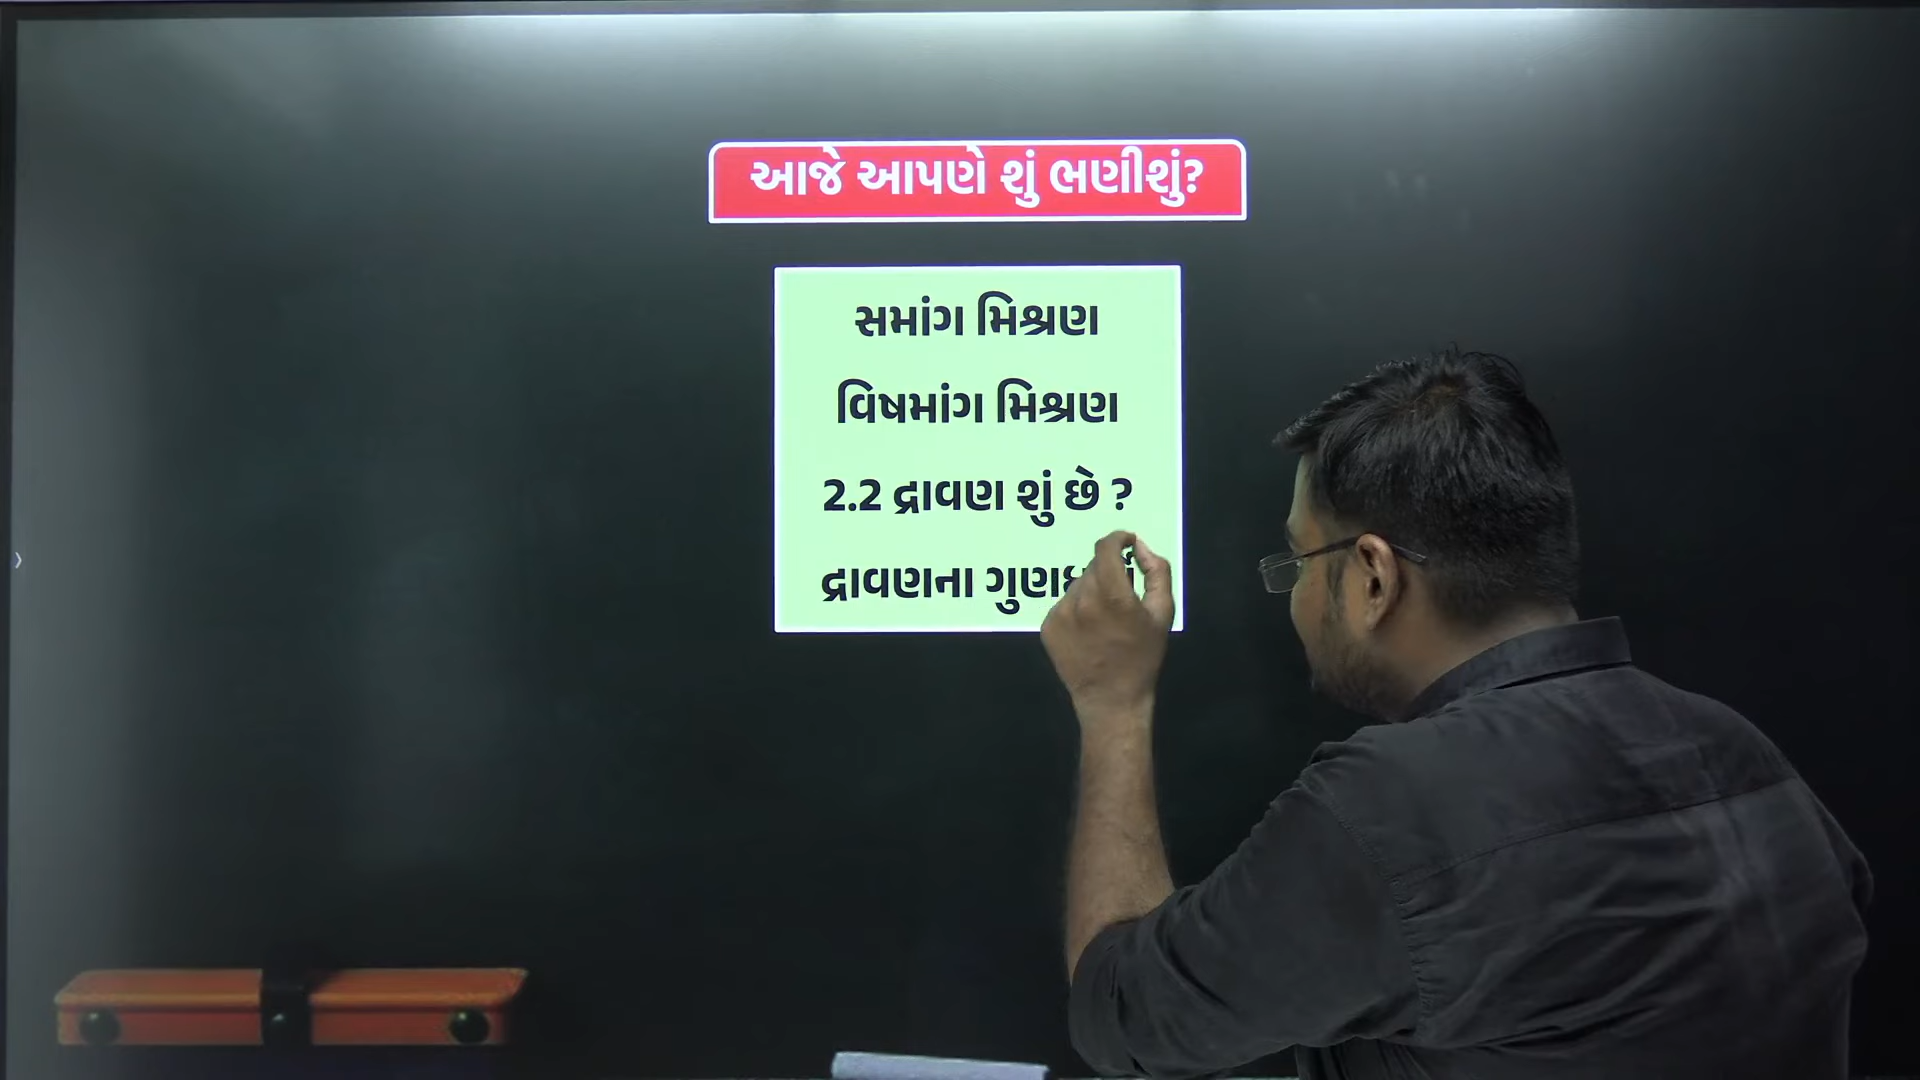 આજે આપણે શું ભણીશું?
સમાંગ મિશ્રણ
વિષમાંગ મિશ્રણ
2.2 દ્રાવણ શું છે ?
દ્રાવણના